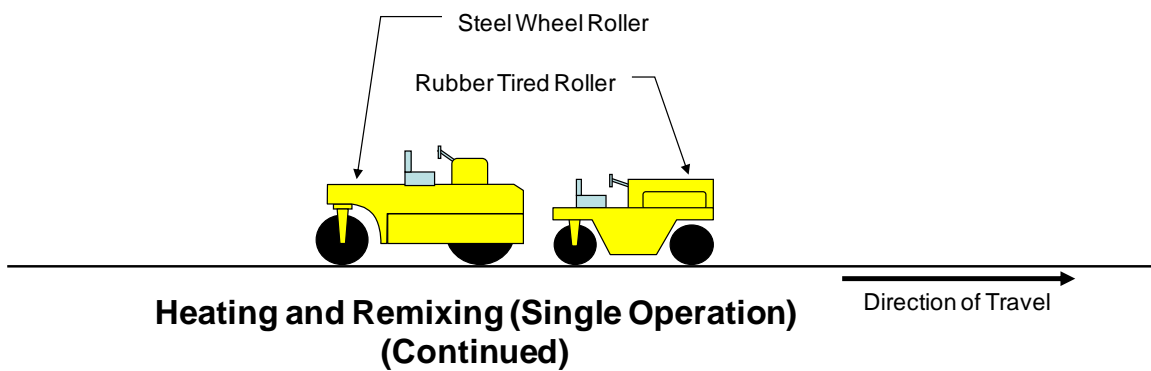 Steel Wheel Roller
Rubber Tired Roller
Direction of Travel
Heating and Remixing (Single Operation)
(Continued)